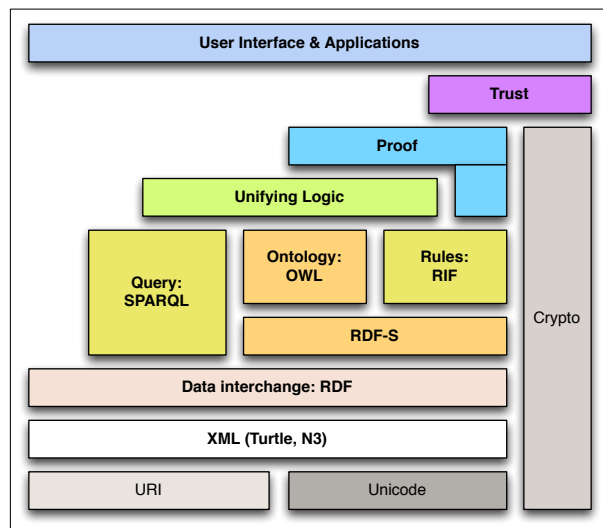 User Interface & Applications
Trust
Proof
Unifying Logic
Query:
SPARQL
Ontology:
OWL
Rules:
RIF
Crypto
RDF-S
Data interchange: RDF
XML (Turtle, N3)
URI
Unicode